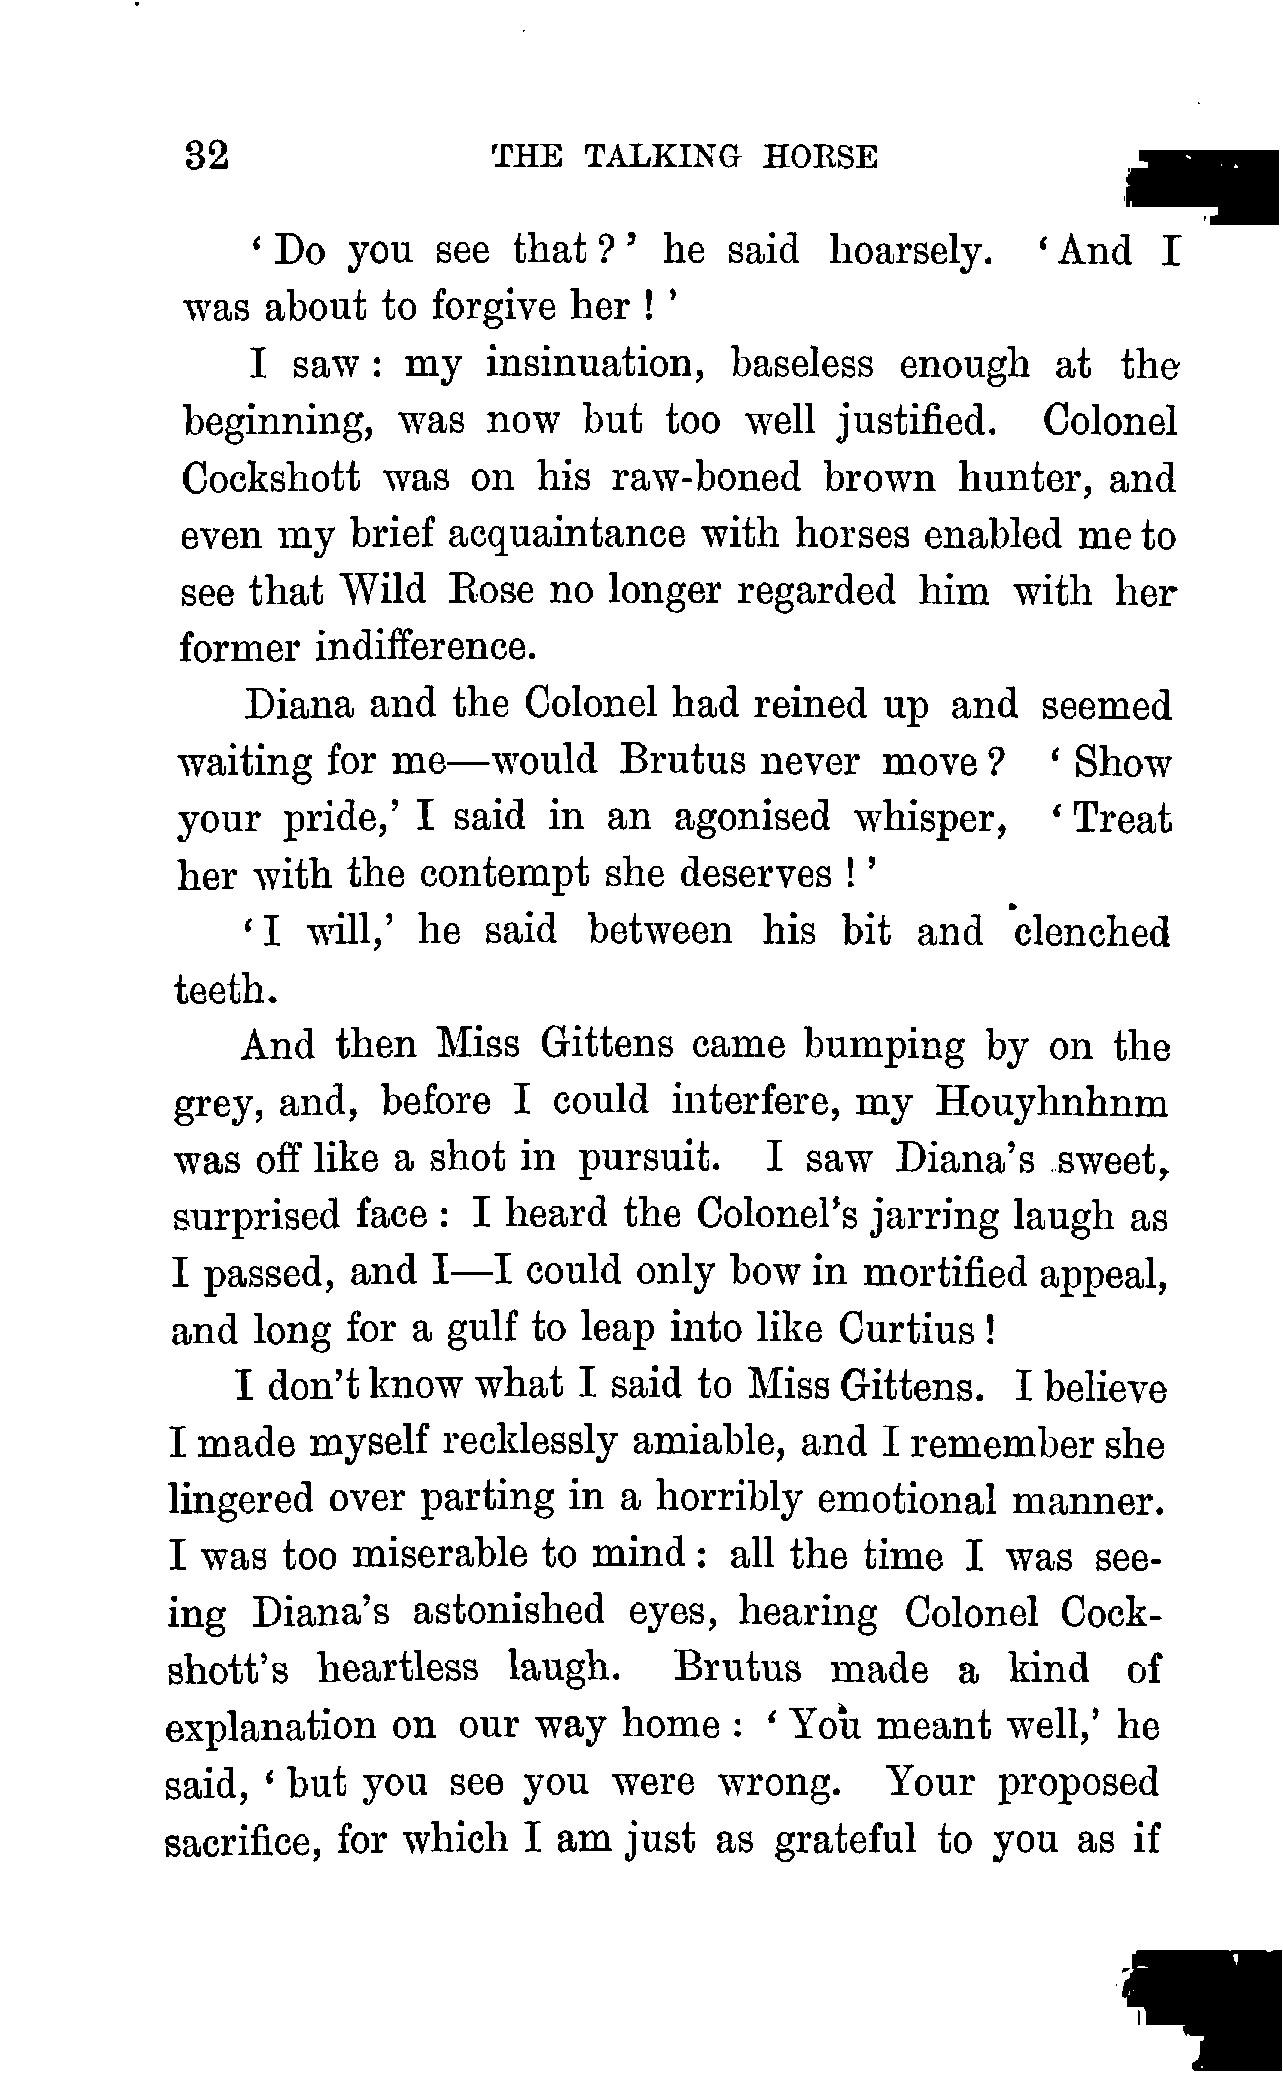 32 THE TALKING HORSE
‘ Do you see that ? ’ he said hoarsely. ‘ And I
was about to forgive her ! ’
I saw : my insinuation, baseless enough at the
beginning, was now but too well justified. Colonel
Cockshott was on his raw-boned brown hunter, and
even my brief acquaintance with horses enabled me to
see that Wild Rose no longer regarded him with her
former indifference.
Diana and the Colonel had reined up and seemed
waiting for me—would Brutus never move ? ‘ Show
your pride,’ I said in an agonised whisper, ‘ Treat
her with the contempt she deserves ! ’
‘ I will,’ he said between his bit and clenched
teeth.
And then Miss Gittens came bumping by on the
grey, and, before I could interfere, my Houyhnhnm
was off like a shot in pursuit. I saw Diana’s sweet,
surprised face : I heard the Colonel’s jarring laugh as
I passed, and I—I could only bow in mortified appeal,
and long for a gulf to leap into like Curtius !
I don’t know what I said to Miss Gittens. I believe
I made myself recklessly amiable, and I remember she
lingered over parting in a horribly emotional manner.
I was too miserable to mind : all the time I was see-
ing Diana’s astonished eyes, hearing Colonel Cock-
shott’s heartless laugh. Brutus made a kind of
explanation on our way home : ‘ You meant well,’ he
said, ‘ but you see you were wrong. Your proposed
sacrifice, for which I am just as grateful to you as if